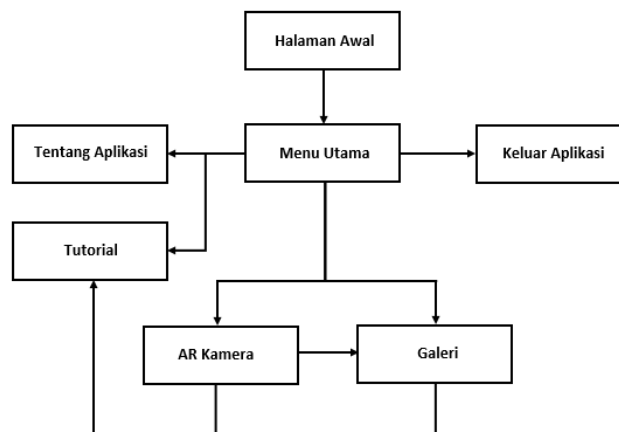 Halaman Awal
Tentang Aplikasi
Menu Utama
Keluar Aplikasi
Tutorial
AR Kamera
Galeri